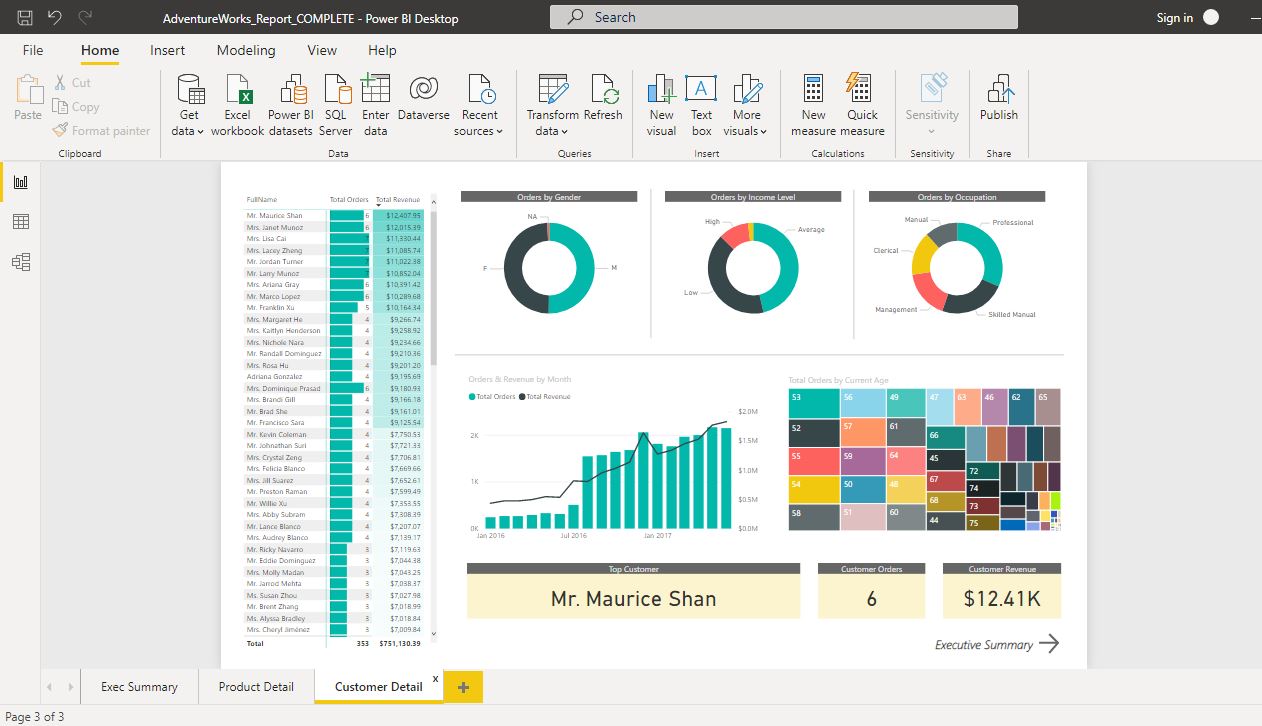 AdventureWorks_Report_COMPLETE - Power BI Desktop
Search
Sign in
File
Home
Insert
Modeling
View
Help
Paste
Cut
Copy
Format painter
Clipboard
Get data
Excel workbook
Power BI datasets
SQL Server
Enter data
Dataverse
Recent sources
Data
Transform data
Refresh
Queries
New visual
Text box
More visuals
Insert
New measure
Quick measure
Calculations
Sensitivity
Sensitivity
Publish
Share
FullName Total Orders Total Revenue
Mr. Maurice Shan 6 $12,407.95
Mrs. Janet Munoz 6 $12,015.39
Mrs. Lisa Cai 7 $11,330.44
Mrs. Lacey Zheng 7 $11,085.74
Mr. Jordan Turner 7 $11,022.38
Mr. Larry Munoz 7 $10,852.04
Mrs. Ariana Gray 6 $10,391.42
Mr. Marco Lopez 6 $10,289.68
Mr. Franklin Xu 5 $10,164.34
Mrs. Margaret He 4 $9,266.74
Mrs. Kaitlyn Henderson 4 $9,258.92
Mrs. Nichole Nara 4 $9,234.66
Mr. Randall Dominguez 4 $9,210.36
Mrs. Rosa Hu 4 $9,201.20
Adriana Gonzalez 4 $9,195.69
Mrs. Dominique Prasad 6 $9,180.93
Mrs. Brandi Gill 4 $9,166.18
Mr. Brad She 4 $9,161.01
Mr. Francisco Sara 4 $9,125.54
Mr. Kevin Coleman 4 $7,750.53
Mr. Johnathan Suri 4 $7,721.33
Mrs. Crystal Zeng 4 $7,706.81
Mrs. Felicia Blanco 4 $7,669.66
Mrs. Jill Suarez 4 $7,652.61
Mr. Preston Raman 4 $7,599.49
Mr. Willie Xu 4 $7,353.55
Mrs. Abby Subram 4 $7,308.39
Mr. Lance Blanco 4 $7,207.07
Mrs. Audrey Blanco 4 $7,139.17
Mr. Ricky Navarro 3 $7,119.63
Mr. Eddie Dominguez 3 $7,044.38
Mrs. Molly Madan 3 $7,043.25
Mr. Jarrod Mehta 3 $7,038.37
Ms. Susan Zhou 3 $7,027.98
Mr. Brent Zhang 3 $7,018.99
Ms. Alyssa Bradley 3 $7,018.84
Mrs. Cheryl Jimenez 3 $7,009.84
Total 353 $751,130.39
Orders by Gender
NA
F
M
Orders by Income Level
High
Average
Low
Orders by Occupation
Manual
Professional
Clerical
Management
Skilled Manual
Orders & Revenue by Month
Total Orders Total Revenue
2K
1K
0K
$2.0M
$1.5M
$1.0M
$0.5M
$0.0M
Jan 2016 Jul 2016 Jan 2017
Total Orders by Current Age
53 56 49 47 63 46 62 65
52 57 61 66
55 59 64 45 72
54 50 48 67 74
58 51 60 68 73
44 75
Top Customer
Mr. Maurice Shan
Customer Orders
6
Customer Revenue
$12.41K
Executive Summary
Exec Summary
Product Detail
Customer Detail
x
Page 3 of 3